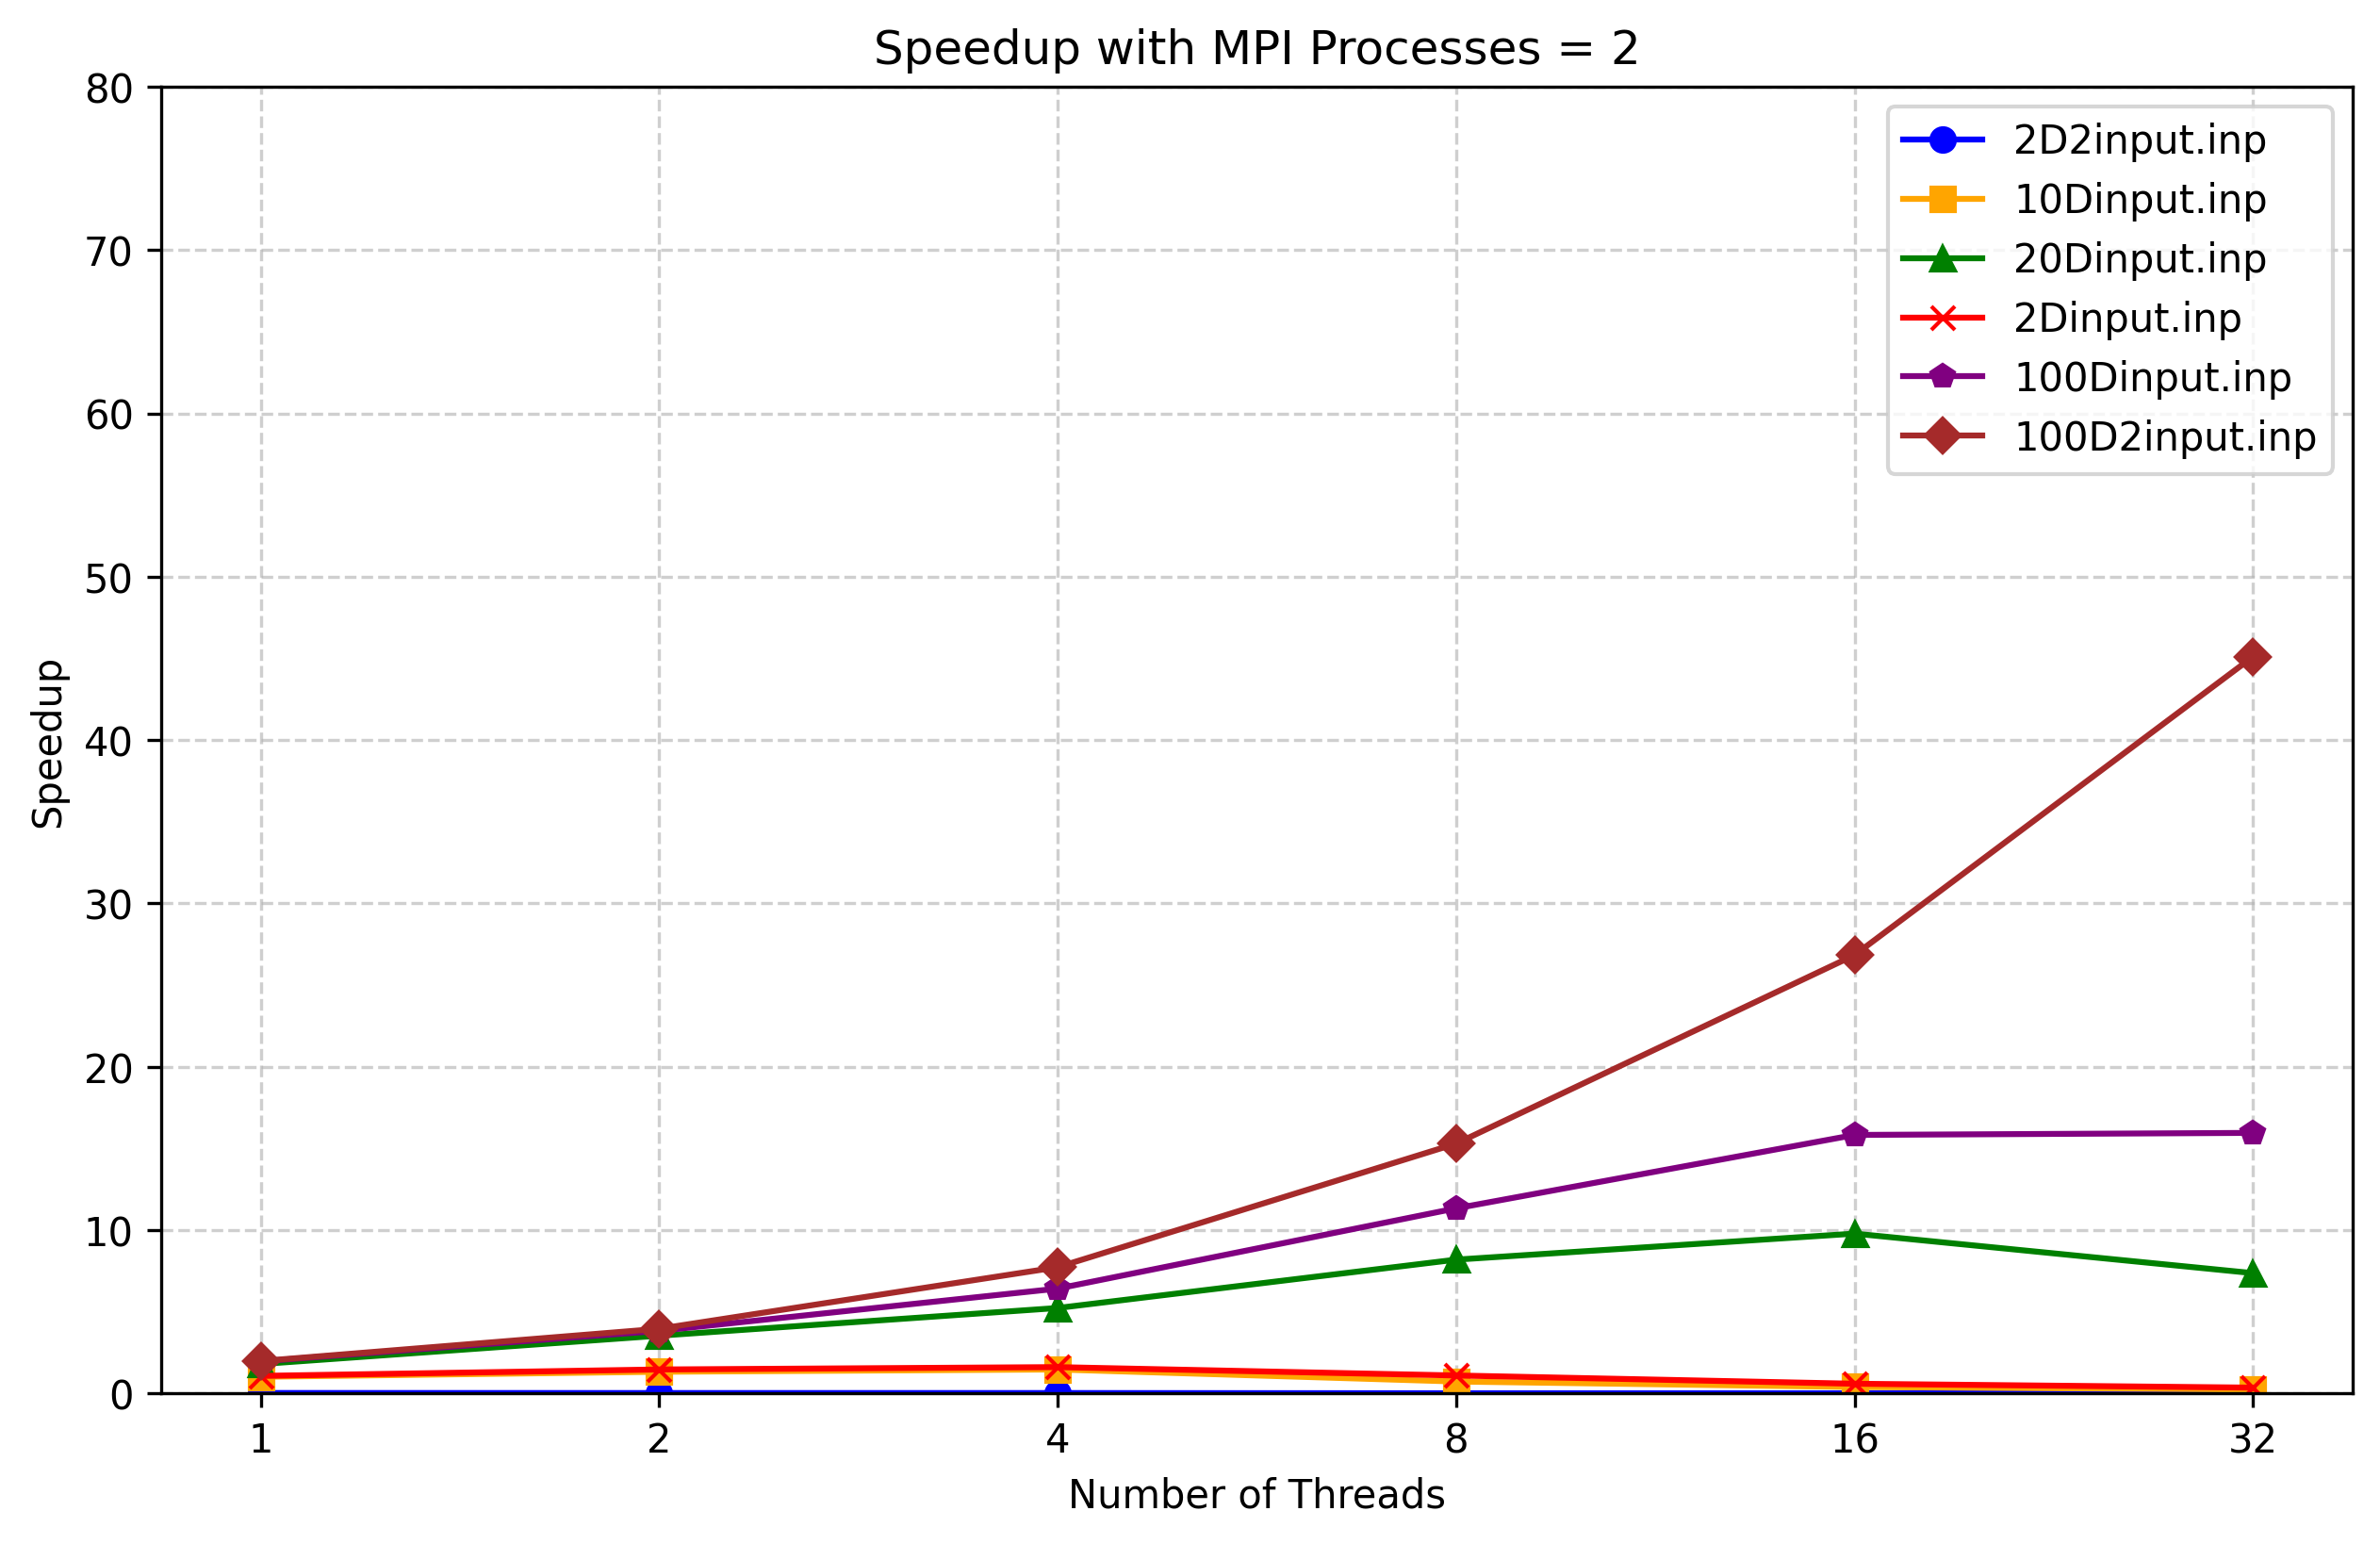 Speedup with MPI Processes = 2
80
70
60
50
40
30
20
10
0
Speedup
2D2input.inp
10Dinput.inp
20Dinput.inp
2Dinput.inp
100Dinput.inp
100D2input.inp
1 2 4 8 16 32
Number of Threads